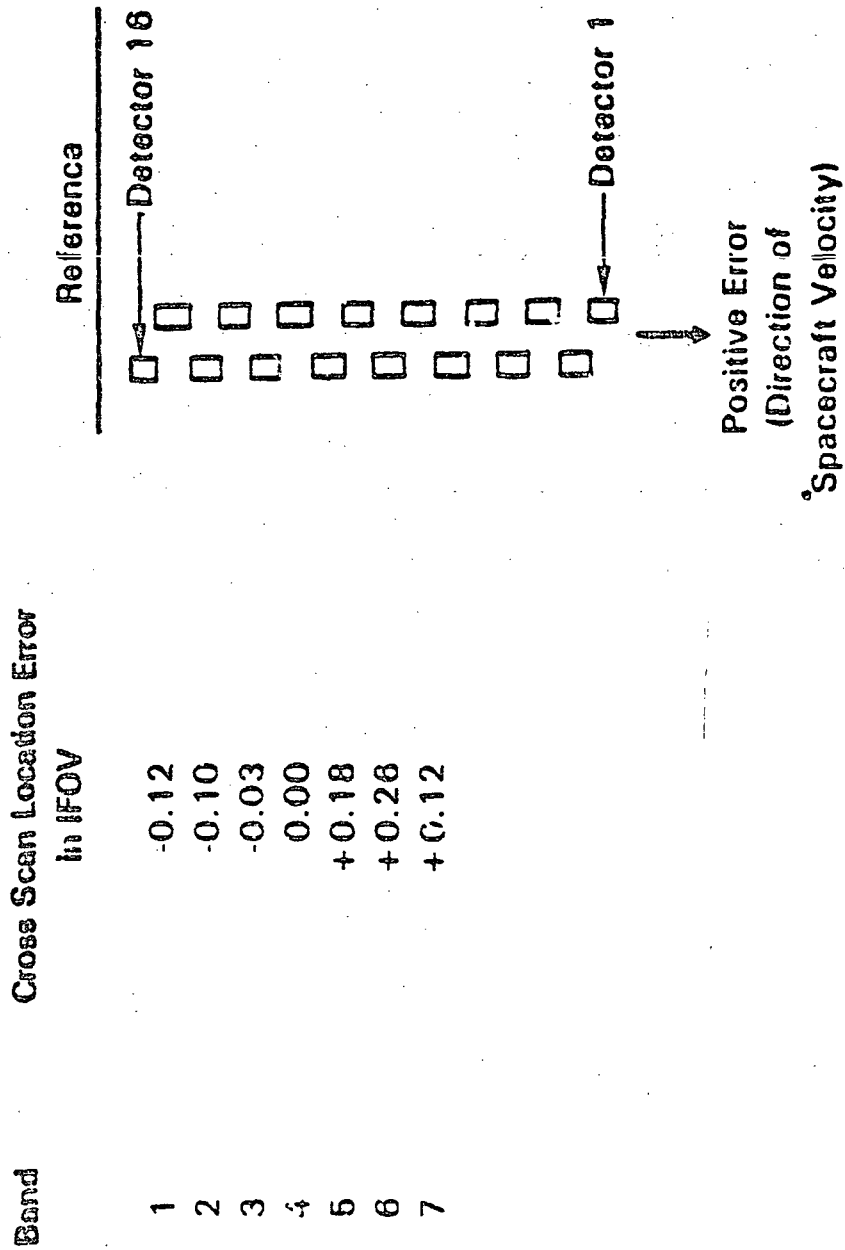 Band
Cross Scan Location Error
in IFOV
1 -0.12
2 -0.10
3 -0.03
4 0.00
5 +0.18
6 +0.28
7 +0.12
Reference
Detector 16
Detector 1
Positive Error
(Direction of
Spacecraft Velocity)